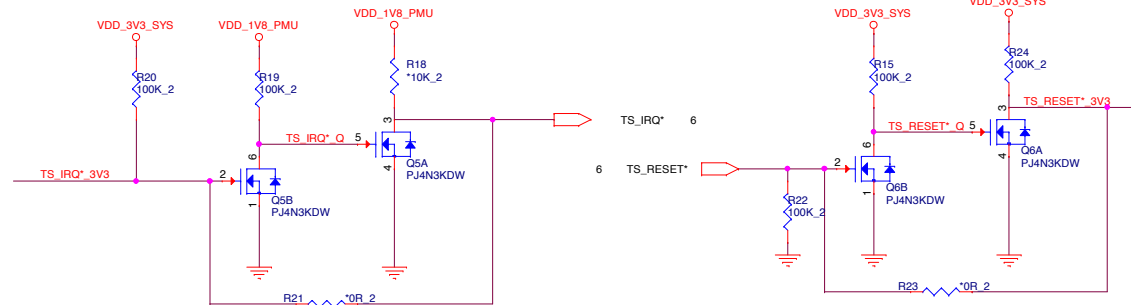 VDD_3V3_SYS
VDD_1V8_PMU
VDD_1V8_PMU
R20
100K_2
R19
100K_2
R18
*10K_2
TS_IRQ*_3V3
TS_IRQ*_Q
2
6
1
Q5B
PJ4N3KDW
5
3
4
Q5A
PJ4N3KDW
TS_IRQ* 6
R21 *0R_2
VDD_3V3_SYS
VDD_3V3_SYS
R15
100K_2
R24
100K_2
6 TS_RESET*
R22
100K_2
TS_RESET*_Q
2
6
1
Q6B
PJ4N3KDW
5
3
4
Q6A
PJ4N3KDW
TS_RESET*_3V3
R23 *0R_2